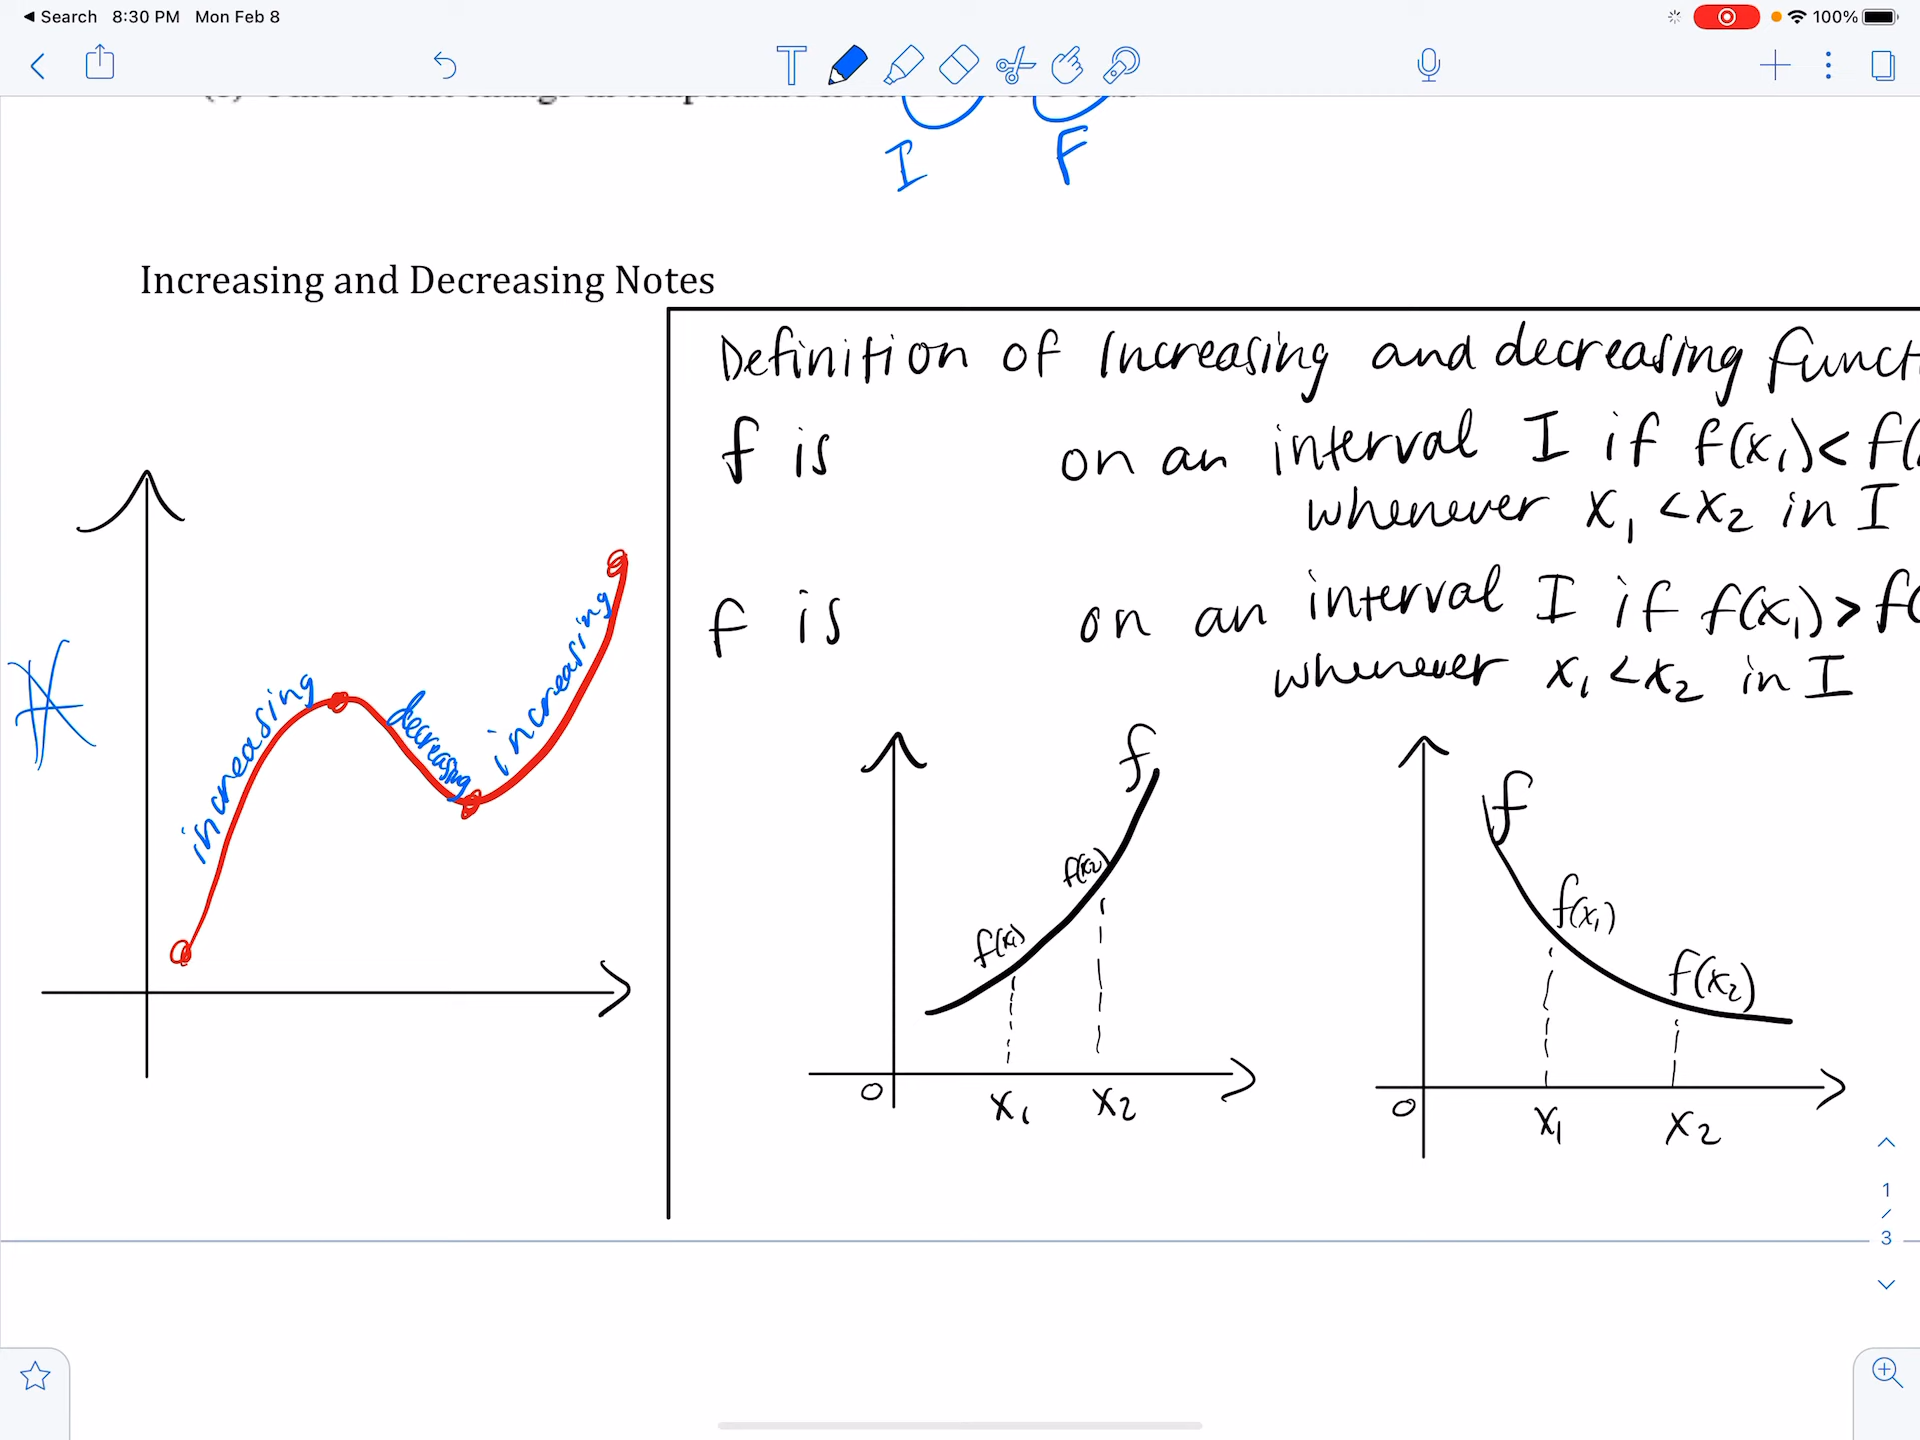 Search 8:30 PM Mon Feb 8
100%
I F
Increasing and Decreasing Notes
Definition of Increasing and decreasing funct
f is on an interval I if f(x₁) < f(
whenever x₁ < x₂ in I
f is on an interval I if f(x₁) > f(
whenever x₁ < x₂ in I
increasing
decreasing
increasing
f
f(x₂)
f(x₁)
0
x₁ x₂
f
f(x₁)
f(x₂)
0
x₁ x₂
1
/
3